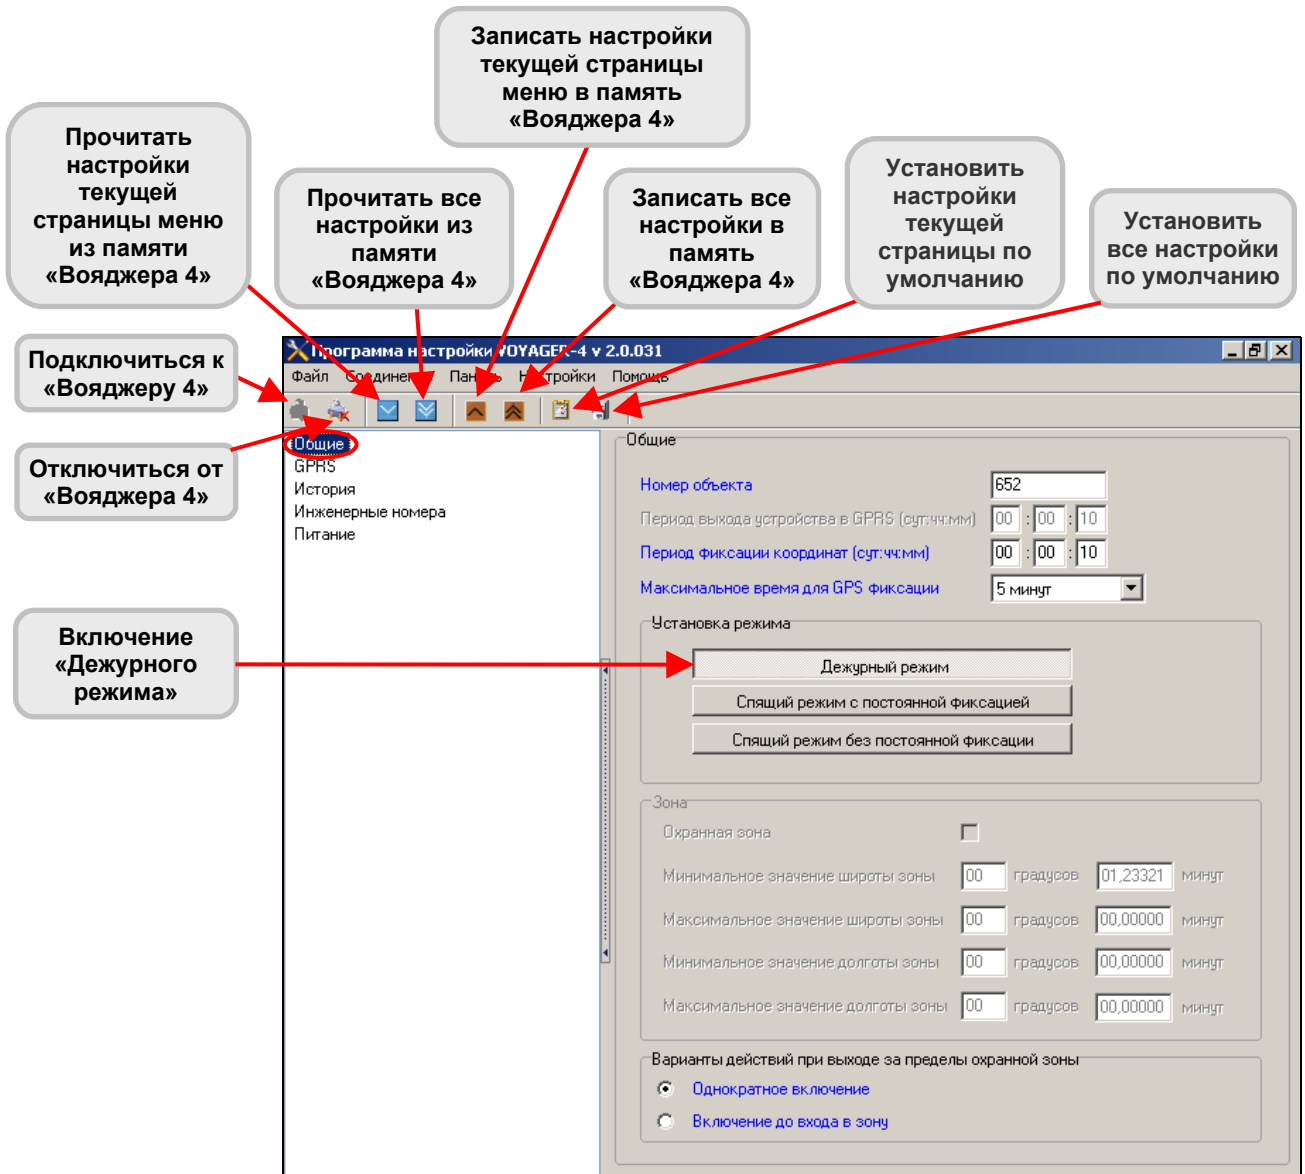 Записать настройки
текущей страницы
меню в память
«Вояджера 4»
Прочитать
настройки
текущей
страницы меню
из памяти
«Вояджера 4»
Прочитать все
настройки из
памяти
«Вояджера 4»
Записать все
настройки в
память
«Вояджера 4»
Установить
настройки
текущей
страницы по
умолчанию
Установить
все настройки
по умолчанию
Подключиться к
«Вояджеру 4»
Отключиться от
«Вояджера 4»
Включение
«Дежурного
режима»
Программа настройки VOYAGER-4 v 2.0.031
Файл Соединение Панель Настройки Помощь
Общие
GPRS
История
Инженерные номера
Питание
Общие
Номер объекта 652
Период выхода устройства в GPRS (сут:чч:мм) 00 : 00 : 10
Период фиксации координат (сут:чч:мм) 00 : 00 : 10
Максимальное время для GPS фиксации 5 минут
Установка режима
Дежурный режим
Спящий режим с постоянной фиксацией
Спящий режим без постоянной фиксации
Зона
Охранная зона
Минимальное значение широты зоны 00 градусов 01,23321 минут
Максимальное значение широты зоны 00 градусов 00,00000 минут
Минимальное значение долготы зоны 00 градусов 00,00000 минут
Максимальное значение долготы зоны 00 градусов 00,00000 минут
Варианты действий при выходе за пределы охранной зоны
Однократное включение
Включение до входа в зону